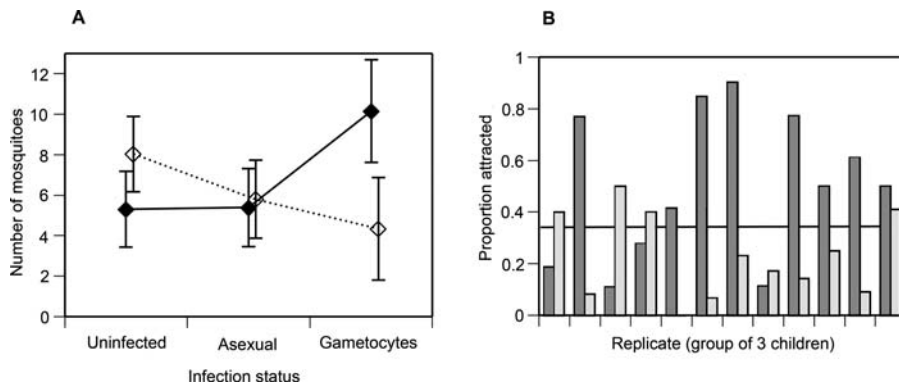 A
Number of mosquitoes
12
10
8
6
4
2
0
Uninfected
Asexual
Gametocytes
Infection status
B
Proportion attracted
1
0.8
0.6
0.4
0.2
0
Replicate (group of 3 children)